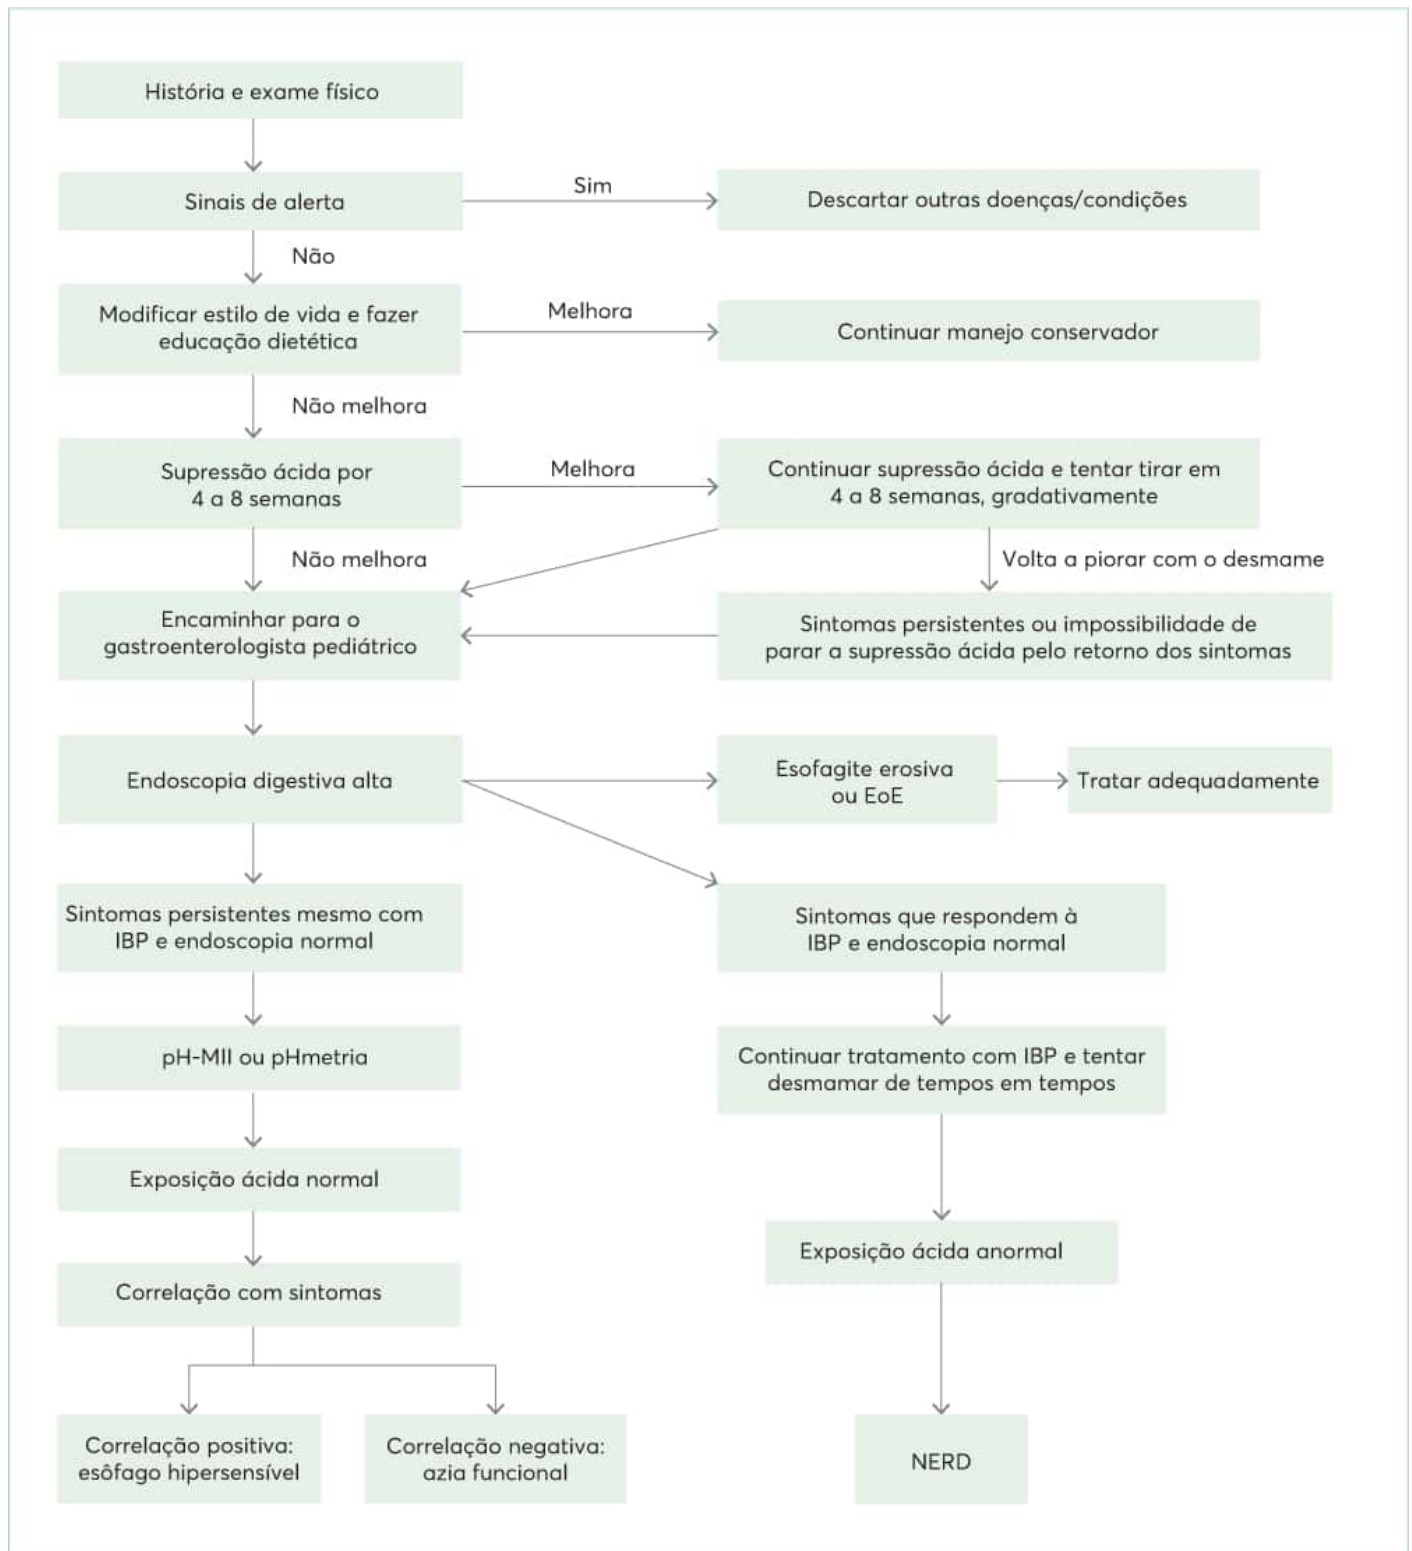 História e exame físico
Sinais de alerta
Sim
Descartar outras doenças/condições
Não
Modificar estilo de vida e fazer
educação dietética
Melhora
Continuar manejo conservador
Não melhora
Supressão ácida por
4 a 8 semanas
Melhora
Continuar supressão ácida e tentar tirar em
4 a 8 semanas, gradativamente
Não melhora
Volta a piorar com o desmame
Encaminhar para o
gastroenterologista pediátrico
Sintomas persistentes ou impossibilidade de
parar a supressão ácida pelo retorno dos sintomas
Endoscopia digestiva alta
Esofagite erosiva
ou EoE
Tratar adequadamente
Sintomas persistentes mesmo com
IBP e endoscopia normal
Sintomas que respondem à
IBP e endoscopia normal
pH-MII ou pHmetria
Continuar tratamento com IBP e tentar
desmamar de tempos em tempos
Exposição ácida normal
Exposição ácida anormal
Correlação com sintomas
Correlação positiva:
esôfago hipersensível
Correlação negativa:
azia funcional
NERD